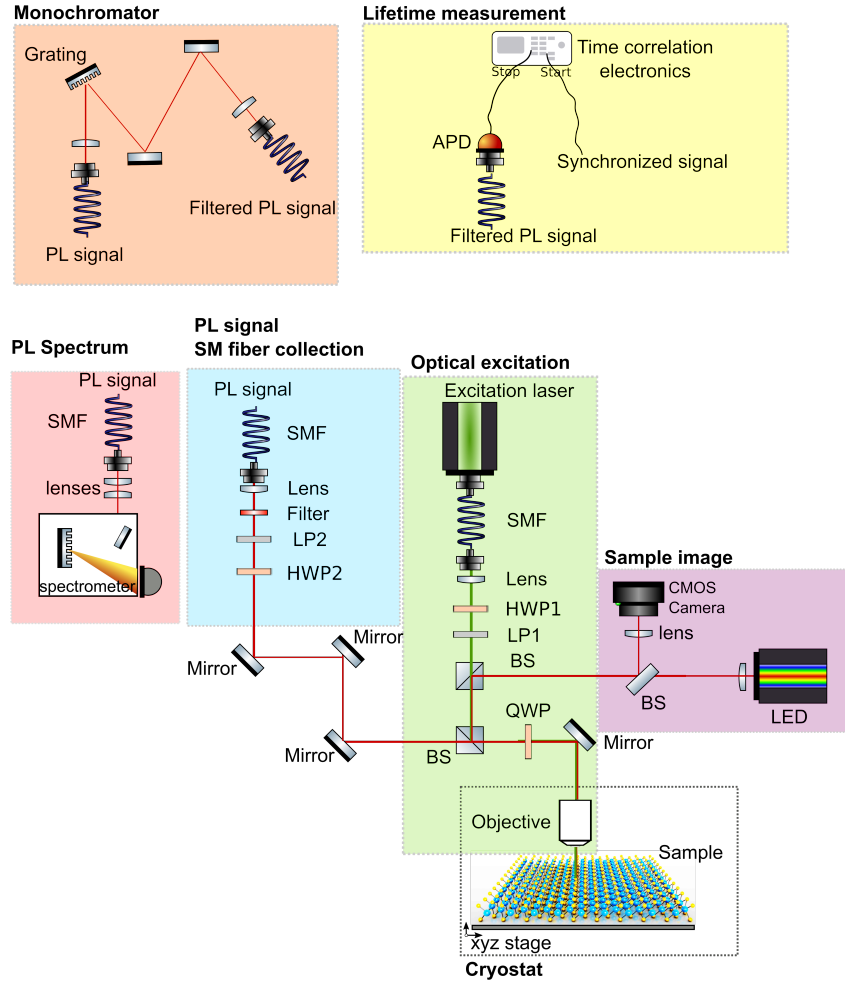 Monochromator
Grating
PL signal
Filtered PL signal
Lifetime measurement
Time correlation
electronics
Stop
Start
APD
Synchronized signal
Filtered PL signal
PL Spectrum
PL signal
SMF
lenses
spectrometer
PL signal
SM fiber collection
PL signal
SMF
Lens
Filter
LP2
HWP2
Mirror
Mirror
Mirror
Optical excitation
Excitation laser
SMF
Lens
HWP1
LP1
BS
QWP
BS
Mirror
Objective
Sample image
CMOS
Camera
lens
BS
LED
Sample
xyz stage
Cryostat